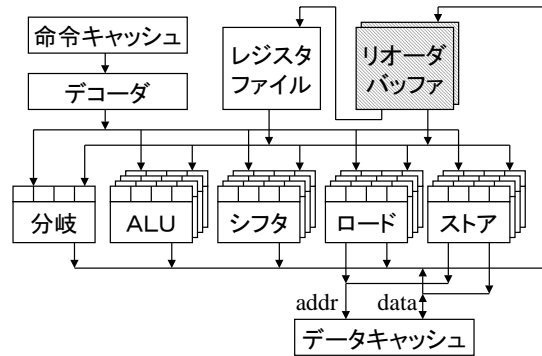 命令キャッシュ
デコーダ
レジスタ
ファイル
リオーダ
バッファ
分岐
ALU
シフタ
ロード
ストア
addr
data
データキャッシュ